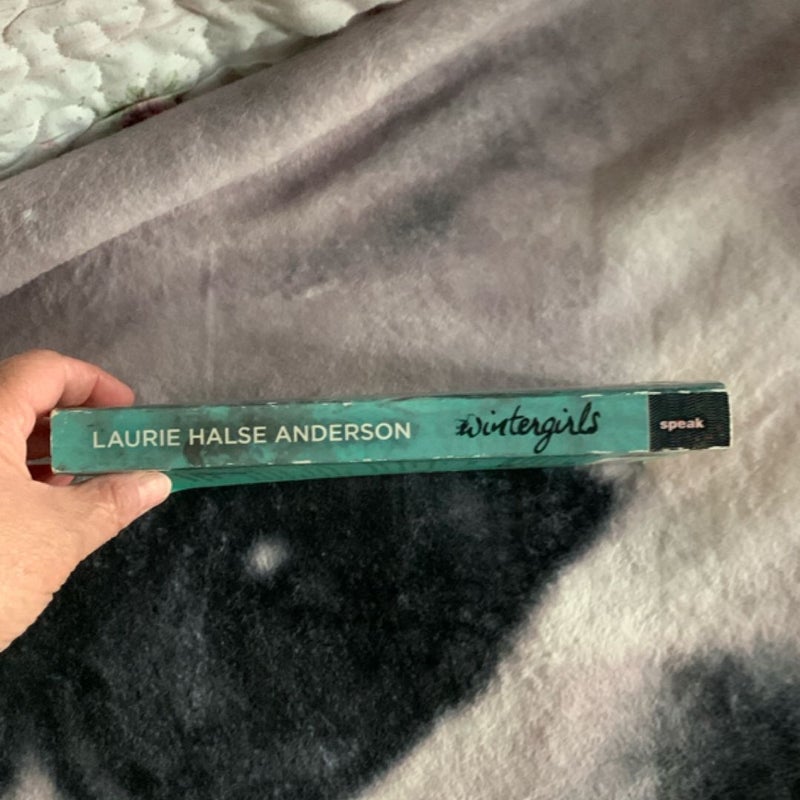 LAURIE HALSE ANDERSON
wintergirls
speak